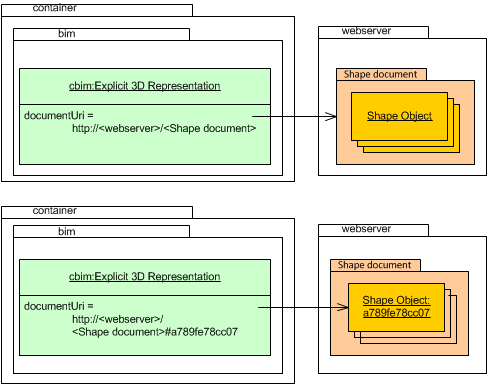 container
bim
webserver
cbim:Explicit 3D Representation
Shape document
documentUri =
http://<webserver>/<Shape document>
Shape Object
container
bim
webserver
cbim:Explicit 3D Representation
Shape document
documentUri =
http://<webserver>/
<Shape document>#a789fe78cc07
Shape Object:
a789fe78cc07